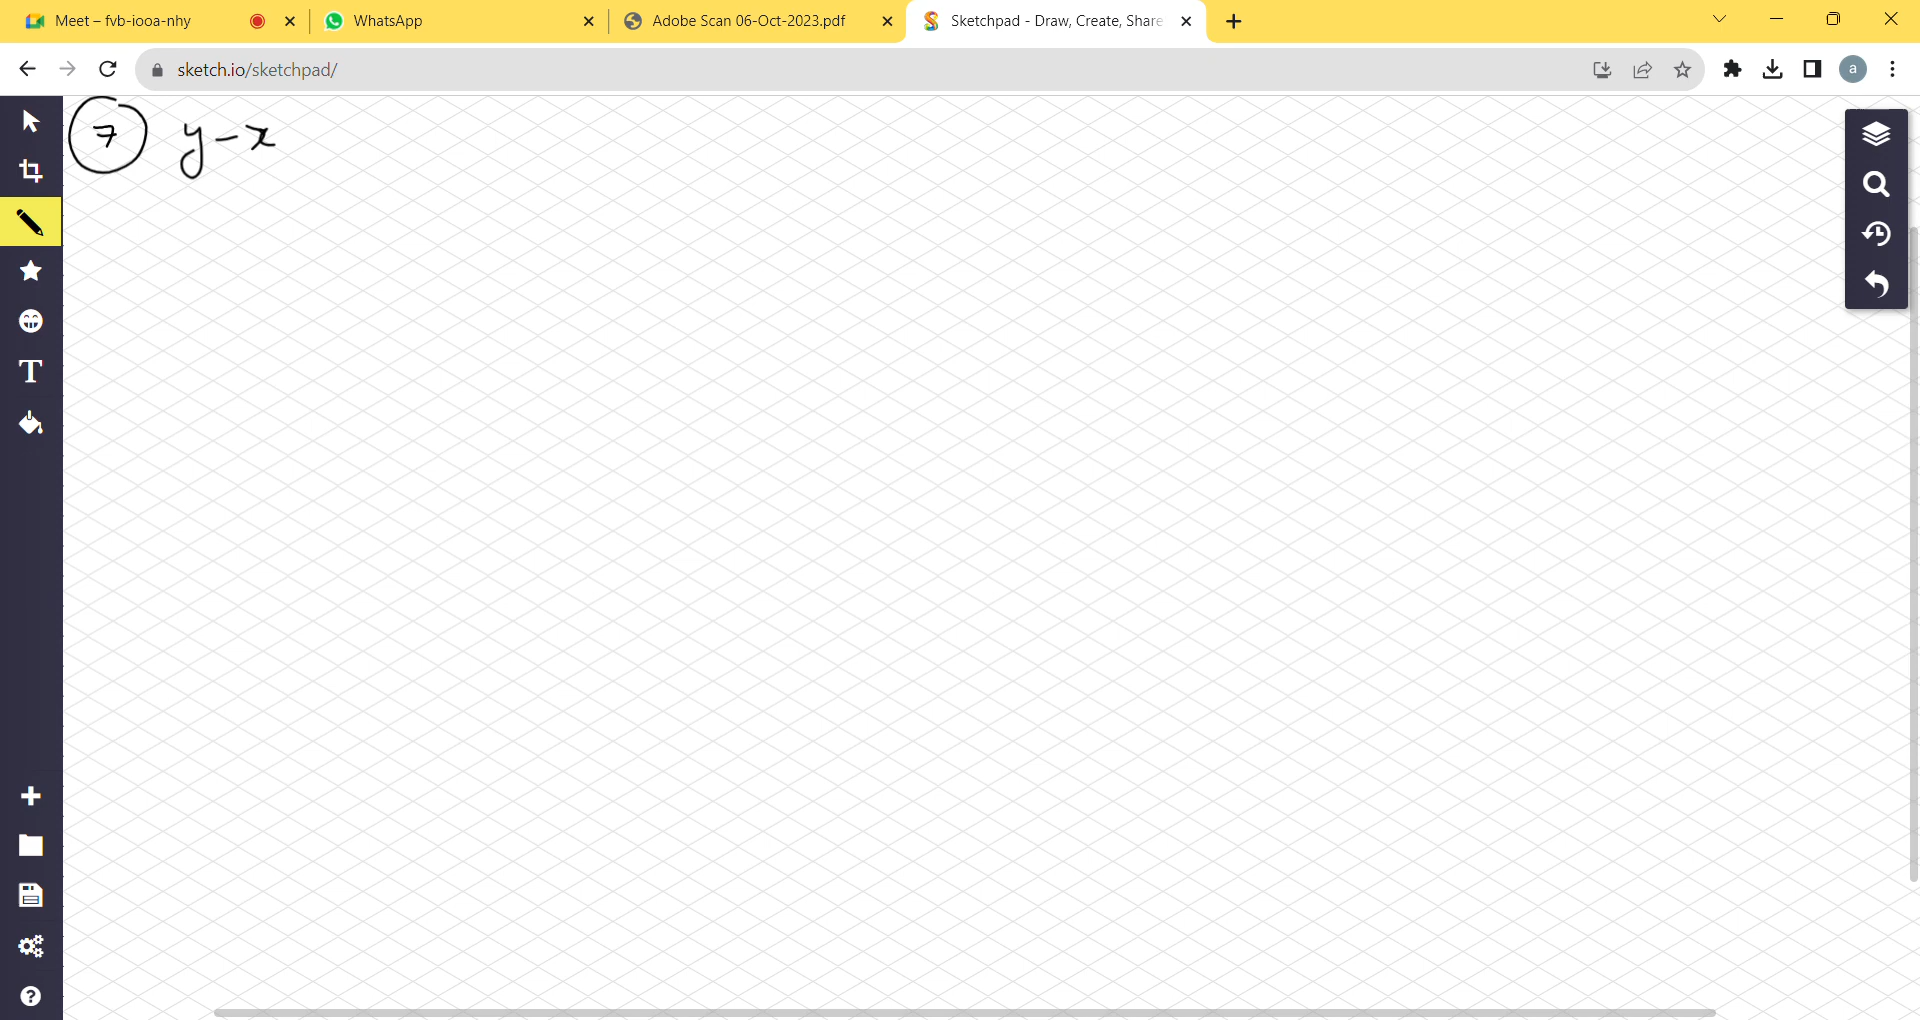 Meet – fvb-iooa-nhy WhatsApp Adobe Scan 06-Oct-2023.pdf Sketchpad - Draw, Create, Share
sketch.io/sketchpad/ a
7 y-x
T
?